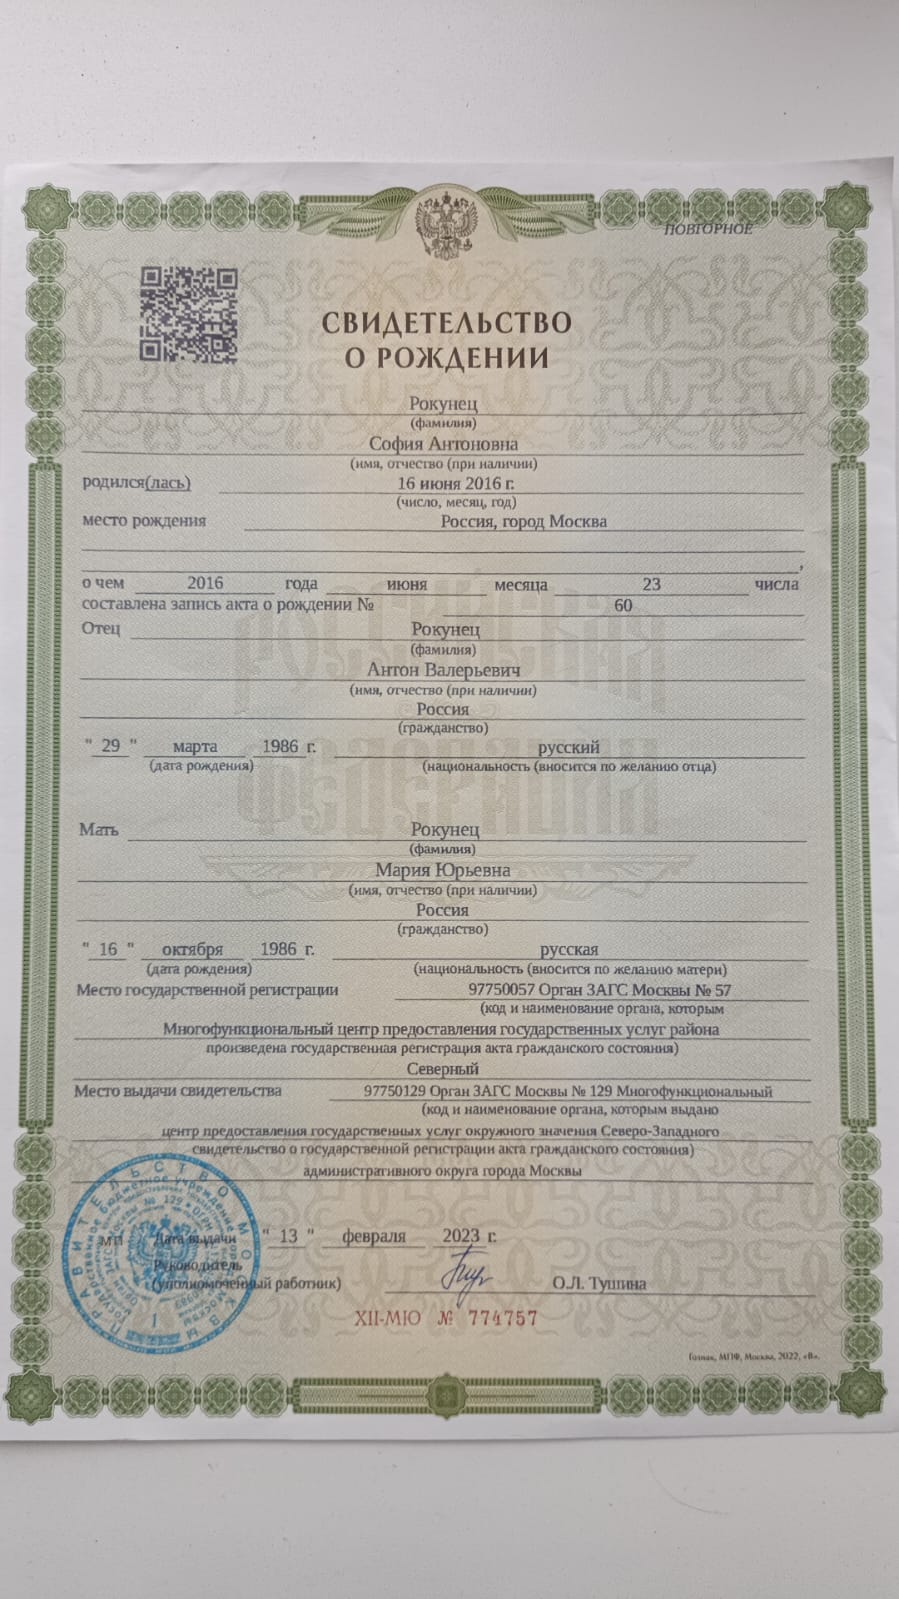 ПОВТОРНОЕ
СВИДЕТЕЛЬСТВО
О РОЖДЕНИИ
Рокунец
(фамилия)
София Антоновна
(имя, отчество (при наличии)
родился(лась) 16 июня 2016 г.
(число, месяц, год)
место рождения Россия, город Москва
,
о чем 2016 года июня месяца 23 числа
составлена запись акта о рождении № 60
Отец Рокунец
(фамилия)
Антон Валерьевич
(имя, отчество (при наличии)
Россия
(гражданство)
" 29 " марта 1986 г. русский
(дата рождения) (национальность (вносится по желанию отца)
РОССИЙСКАЯ
ФЕДЕРАЦИЯ
Мать Рокунец
(фамилия)
Мария Юрьевна
(имя, отчество (при наличии)
Россия
(гражданство)
" 16 " октября 1986 г. русская
(дата рождения) (национальность (вносится по желанию матери)
Место государственной регистрации 97750057 Орган ЗАГС Москвы № 57
(код и наименование органа, которым
Многофункциональный центр предоставления государственных услуг района
произведена государственная регистрация акта гражданского состояния)
Северный
Место выдачи свидетельства 97750129 Орган ЗАГС Москвы № 129 Многофункциональный
(код и наименование органа, которым выдано
центр предоставления государственных услуг окружного значения Северо-Западного
свидетельство о государственной регистрации акта гражданского состояния)
административного округа города Москвы
ПРАВИТЕЛЬСТВО МОСКВЫ
МП Дата выдачи " 13 " февраля 2023 г.
Руководитель
(уполномоченный работник) О.Л. Тушина
XII-МЮ № 774757
Гознак, МПФ, Москва, 2022, «В».